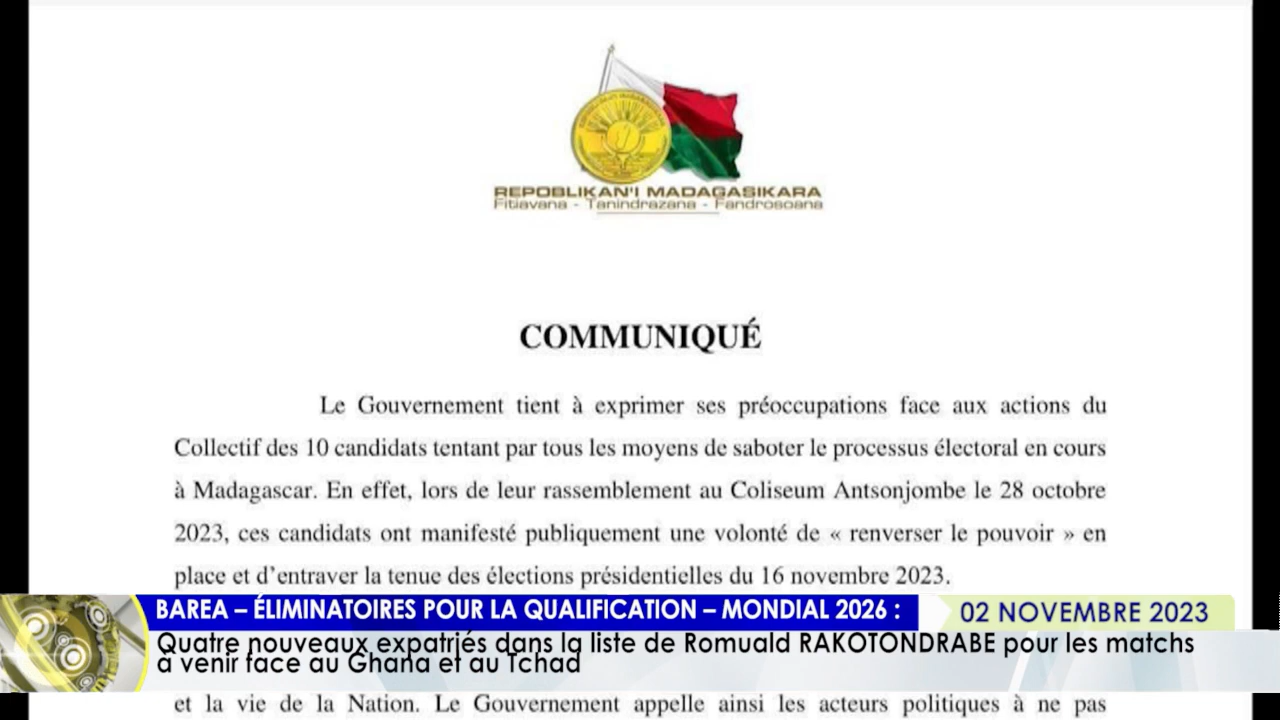 REPOBLIKAN'I MADAGASIKARA
Fitiavana - Tanindrazana - Fandrosoana
COMMUNIQUÉ
Le Gouvernement tient à exprimer ses préoccupations face aux actions du
Collectif des 10 candidats tentant par tous les moyens de saboter le processus électoral en cours
à Madagascar. En effet, lors de leur rassemblement au Coliseum Antsonjombe le 28 octobre
2023, ces candidats ont manifesté publiquement une volonté de « renverser le pouvoir » en
place et d'entraver la tenue des élections présidentielles du 16 novembre 2023.
BAREA – ÉLIMINATOIRES POUR LA QUALIFICATION – MONDIAL 2026 :
02 NOVEMBRE 2023
Quatre nouveaux expatriés dans la liste de Romuald RAKOTONDRABE pour les matchs
à venir face au Ghana et au Tchad
et la vie de la Nation. Le Gouvernement appelle ainsi les acteurs politiques à ne pas